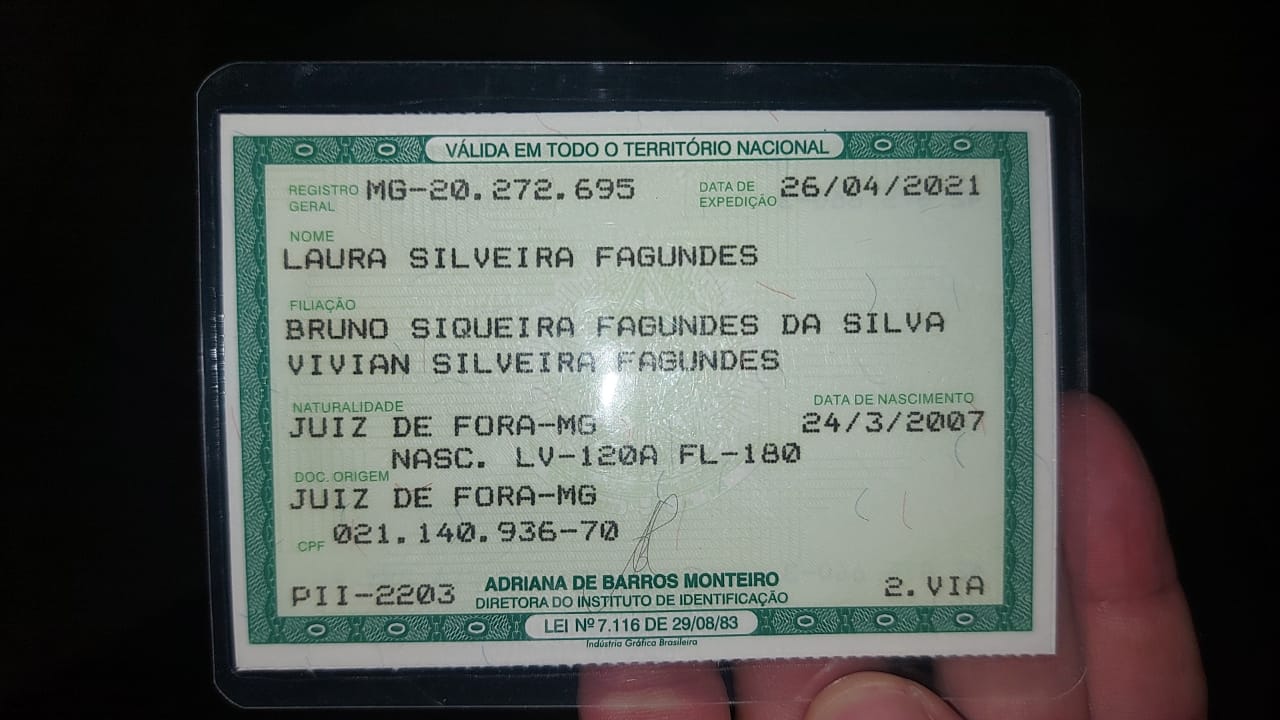 VÁLIDA EM TODO O TERRITÓRIO NACIONAL
REGISTRO GERAL MG-20.272.695 DATA DE EXPEDIÇÃO 26/04/2021
NOME
LAURA SILVEIRA FAGUNDES
FILIAÇÃO
BRUNO SIQUEIRA FAGUNDES DA SILVA
VIVIAN SILVEIRA FAGUNDES
NATURALIDADE DATA DE NASCIMENTO
JUIZ DE FORA-MG 24/3/2007
NASC. LV-120A FL-180
DOC. ORIGEM
JUIZ DE FORA-MG
CPF 021.140.936-70
PII-2203 ADRIANA DE BARROS MONTEIRO 2.VIA
DIRETORA DO INSTITUTO DE IDENTIFICAÇÃO
LEI Nº 7.116 DE 29/08/83
Indústria Gráfica Brasileira